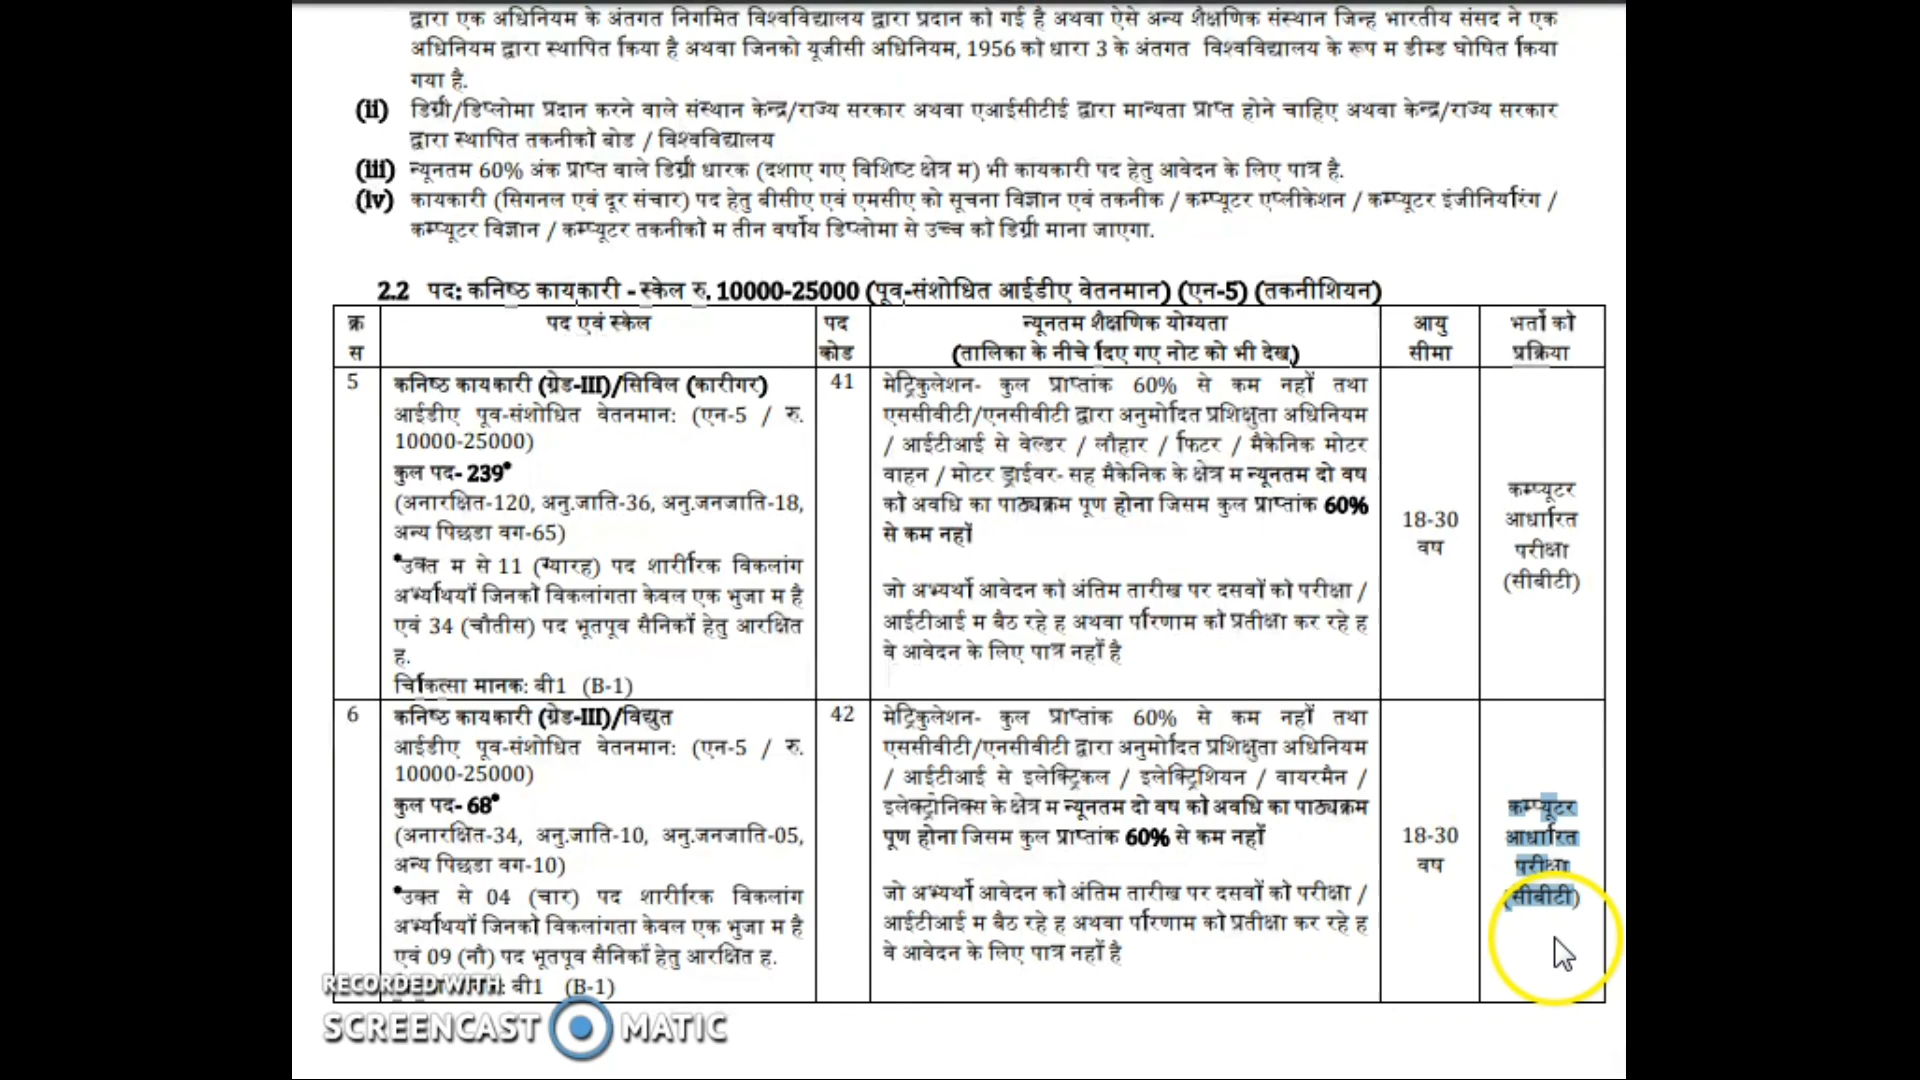 द्वारा एक अधिनियम के अंतगत निगमित विश्वविद्यालय द्वारा प्रदान को गई है अथवा ऐसे अन्य शैक्षणिक संस्थान जिन्ह भारतीय संसद ने एक
अधिनियम द्वारा स्थापित किया है अथवा जिनको यूजीसी अधिनियम, 1956 को धारा 3 के अंतगत विश्वविद्यालय के रूप म डीम्ड घोषित किया
गया है.
(ii) डिग्री/डिप्लोमा प्रदान करने वाले संस्थान केन्द्र/राज्य सरकार अथवा एआईसीटीई द्वारा मान्यता प्राप्त होने चाहिए अथवा केन्द्र/राज्य सरकार
द्वारा स्थापित तकनीको बोड / विश्वविद्यालय
(iii) न्यूनतम 60% अंक प्राप्त वाले डिग्री धारक (दशाए गए विशिष्ट क्षेत्र म) भी कायकारी पद हेतु आवेदन के लिए पात्र है.
(iv) कायकारी (सिगनल एवं दूर संचार) पद हेतु बीसीए एवं एमसीए को सूचना विज्ञान एवं तकनीक / कम्प्यूटर एप्लीकेशन / कम्प्यूटर इंजीनियरिंग /
कम्प्यूटर विज्ञान / कम्प्यूटर तकनीको म तीन वर्षीय डिप्लोमा से उच्च को डिग्री माना जाएगा.
2.2 पद: कनिष्ठ कायकारी - स्केल रु. 10000-25000 (पूव-संशोधित आईडीए वेतनमान) (एन-5) (तकनीशियन)
क्र स
पद एवं स्केल
पद कोड
न्यूनतम शैक्षणिक योग्यता
(तालिका के नीचे दिए गए नोट को भी देख)
आयु सीमा
भर्ती को प्रक्रिया
5
कनिष्ठ कायकारी (ग्रेड-III)/सिविल (कारीगर)
आईडीए पूव-संशोधित वेतनमान: (एन-5 / रु.
10000-25000)
कुल पद- 239*
(अनारक्षित-120, अनु.जाति-36, अनु.जनजाति-18,
अन्य पिछडा वग-65)
*उक्त म से 11 (ग्यारह) पद शारीरिक विकलांग
अभ्यर्थियों जिनको विकलांगता केवल एक भुजा म है
एवं 34 (चौतीस) पद भूतपूव सैनिकों हेतु आरक्षित
ह.
चिकित्सा मानक: बी1 (B-1)
41
मेट्रिकुलेशन- कुल प्राप्तांक 60% से कम नहीं तथा
एससीवीटी/एनसीवीटी द्वारा अनुमोदित प्रशिक्षुता अधिनियम
/ आईटीआई से वेल्डर / लौहार / फिटर / मैकेनिक मोटर
वाहन / मोटर ड्राईवर- सह मैकेनिक के क्षेत्र म न्यूनतम दो वष
को अवधि का पाठ्यक्रम पूण होना जिसम कुल प्राप्तांक 60%
से कम नहीं
जो अभ्यर्थी आवेदन को अंतिम तारीख पर दसवों को परीक्षा /
आईटीआई म बैठ रहे ह अथवा परिणाम को प्रतीक्षा कर रहे ह
वे आवेदन के लिए पात्र नहीं है
18-30
वष
कम्प्यूटर
आधारित
परीक्षा
(सीबीटी)
6
कनिष्ठ कायकारी (ग्रेड-III)/विद्युत
आईडीए पूव-संशोधित वेतनमान: (एन-5 / रु.
10000-25000)
कुल पद- 68*
(अनारक्षित-34, अनु.जाति-10, अनु.जनजाति-05,
अन्य पिछडा वग-10)
*उक्त से 04 (चार) पद शारीरिक विकलांग
अभ्यर्थियों जिनको विकलांगता केवल एक भुजा म है
एवं 09 (नौ) पद भूतपूव सैनिकों हेतु आरक्षित ह.
बी1 (B-1)
42
मेट्रिकुलेशन- कुल प्राप्तांक 60% से कम नहीं तथा
एससीवीटी/एनसीवीटी द्वारा अनुमोदित प्रशिक्षुता अधिनियम
/ आईटीआई से इलेक्ट्रिकल / इलेक्ट्रिशियन / वायरमैन /
इलेक्ट्रोनिक्स के क्षेत्र म न्यूनतम दो वष को अवधि का पाठ्यक्रम
पूण होना जिसम कुल प्राप्तांक 60% से कम नहीं
जो अभ्यर्थी आवेदन को अंतिम तारीख पर दसवों को परीक्षा /
आईटीआई म बैठ रहे ह अथवा परिणाम को प्रतीक्षा कर रहे ह
वे आवेदन के लिए पात्र नहीं है
18-30
वष
कम्प्यूटर
आधारित
परीक्षा
(सीबीटी)
RECORDED WITH
SCREENCAST MATIC